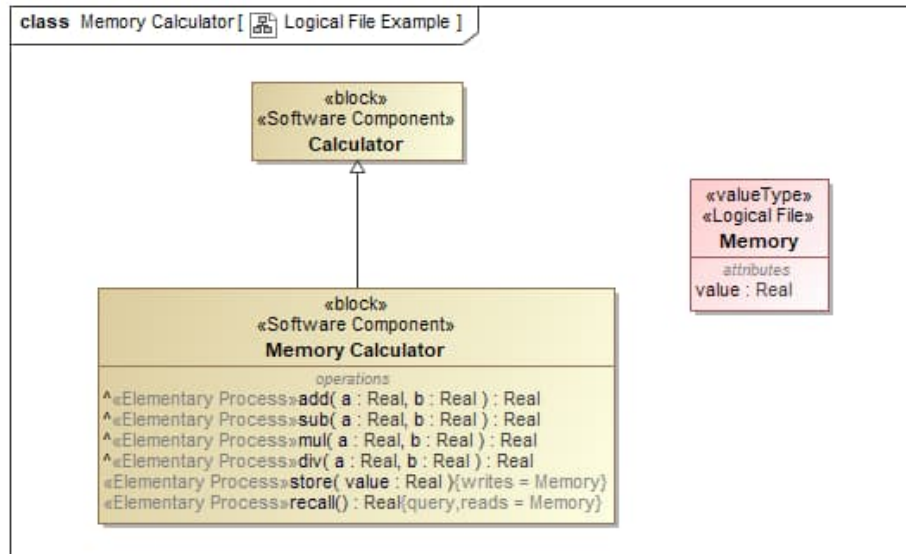 class Memory Calculator [ Logical File Example ]
«block»
«Software Component»
Calculator
«valueType»
«Logical File»
Memory
attributes
value : Real
«block»
«Software Component»
Memory Calculator
operations
^«Elementary Process»add( a : Real, b : Real ) : Real
^«Elementary Process»sub( a : Real, b : Real ) : Real
^«Elementary Process»mul( a : Real, b : Real ) : Real
^«Elementary Process»div( a : Real, b : Real ) : Real
«Elementary Process»store( value : Real ){writes = Memory}
«Elementary Process»recall() : Real{query,reads = Memory}